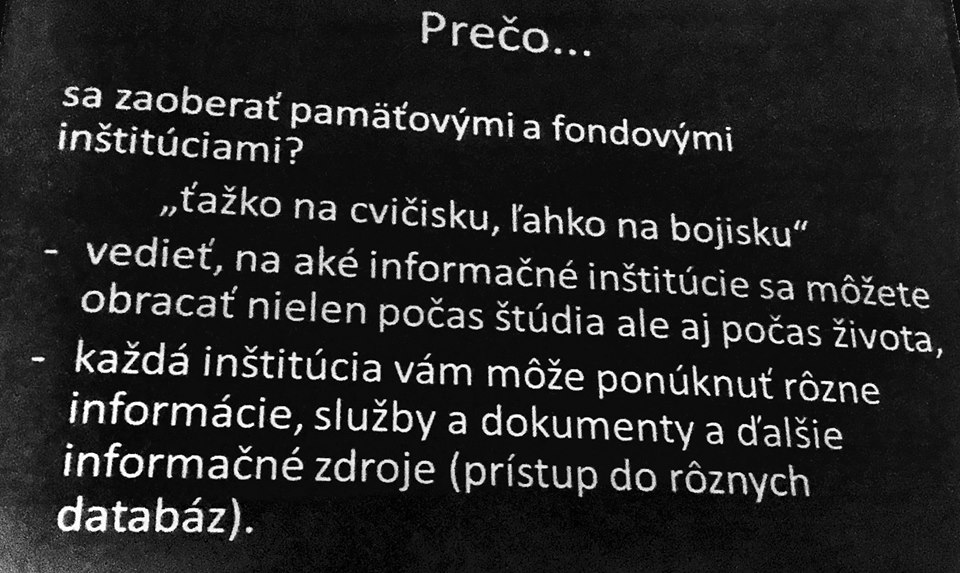 Prečo...
sa zaoberať pamäťovými a fondovými
inštitúciami?
„ťažko na cvičisku, ľahko na bojisku“
- vedieť, na aké informačné inštitúcie sa môžete
obracať nielen počas štúdia ale aj počas života,
- každá inštitúcia vám môže ponúknuť rôzne
informácie, služby a dokumenty a ďalšie
informačné zdroje (prístup do rôznych
databáz).